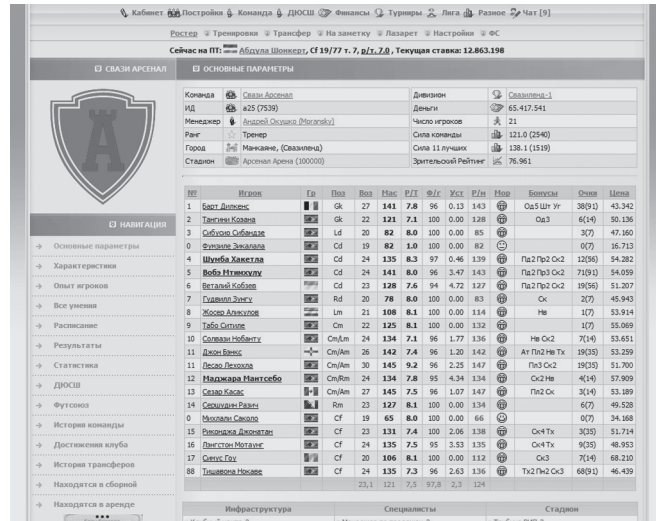 Кабинет Постройки Команда ДЮСШ Финансы Турниры Лига Разное Чат [9]
Ростер Тренировки Трансфер На заметку Лазарет Настройки ФС
Сейчас на ПТ: Абдула Шонкерт, Cf 19/77 т. 7, р/т. 7.0 , Текущая ставка: 12.863.198
СВАЗИ АРСЕНАЛ
ОСНОВНЫЕ ПАРАМЕТРЫ
Команда Свази Арсенал Дивизион Свазиленд-1
ИД a25 (7539) Деньги 65.417.541
Менеджер Андрей Окушко (Moransky) Число игроков 21
Ранг Тренер Сила команды 121.0 (2540)
Город Манкаяне, (Свазиленд) Сила 11 лучших 138.1 (1519)
Стадион Арсенал Арена (100000) Зрительский Рейтинг 76.961
№ Игрок Гр Поз Воз Мас Р/Т Ф/г Уст Р/н Мор Бонусы Очки Цена
1 Барт Дилкенс Gk 27 141 7.8 96 0.13 143 Од5 Шт Уг 38(91) 43.342
2 Тангини Козана Gk 22 121 7.1 100 0.00 128 Од3 6(14) 50.136
3 Сибусио Сибандзе Ld 20 82 8.0 100 0.00 85 3(7) 47.160
0 Фумзиле Зикалала Cd 19 82 1.0 100 0.00 82 0(7) 16.713
4 Шунба Хакетла Cd 24 135 8.3 97 0.46 139 Пд2 Пр2 Ск2 12(56) 54.282
5 Вобэ Мтимхулу Cd 24 141 8.0 96 3.47 143 Пд2 Пр3 Ск2 71(91) 54.059
6 Веталий Кобзев Cd 23 128 7.6 94 4.72 127 Пд2 Пр2 Ск2 19(56) 51.207
7 Гудвилл Зунгу Rd 20 78 8.0 100 0.00 83 Ск 2(7) 45.943
8 Жосер Аликулов Lm 21 108 8.1 100 0.00 114 Нв 1(7) 53.914
9 Табо Ситиле Cm 22 125 8.1 100 0.00 132 1(7) 55.069
10 Солвази Нобанту Cm/Lm 24 134 7.1 96 1.77 136 Нв Ск2 7(14) 53.651
11 Джон Бэнкс Cm/Am 26 142 7.4 96 1.20 142 Ат Пл2 Нв Тх 19(35) 53.259
11 Лесао Лехохла Cm/Am 30 145 9.2 96 2.25 147 Пл3 Ск2 19(35) 51.700
12 Маджара Мантсебо Cm/Rm 24 134 7.8 95 4.34 134 Ск2 Нв 4(14) 57.909
13 Сезар Касас Cm/Am 27 145 7.5 96 1.07 147 Пл2 Ск 3(14) 53.189
14 Сершудин Разич Rm 23 127 8.1 100 0.00 134 6(7) 49.528
0 Михлали Саколо Cf 19 65 8.0 100 0.00 66 0(7) 34.168
15 Риконджа Джонатан Cf 23 131 7.4 100 2.06 138 Ск4 Тх 3(35) 51.714
16 Лэнгстон Мотаунг Cf 24 135 7.5 95 3.53 135 Ск4 Тх 9(35) 48.953
17 Синус Гоу Cf 20 106 8.1 100 0.00 112 Ск3 7(14) 68.210
88 Тишавона Нокаве Cf 24 135 7.3 96 2.63 136 Тх2 Пн2 Ск3 68(91) 46.439
23,1 121 7,5 97,8 2,3 124
НАВИГАЦИЯ
Основные параметры
Характеристики
Опыт игроков
Все умения
Расписание
Результаты
Статистика
ДЮСШ
Футсоюз
История команды
Достижения клуба
История трансферов
Находятся в сборной
Находятся в аренде
Инфраструктура Специалисты Стадион